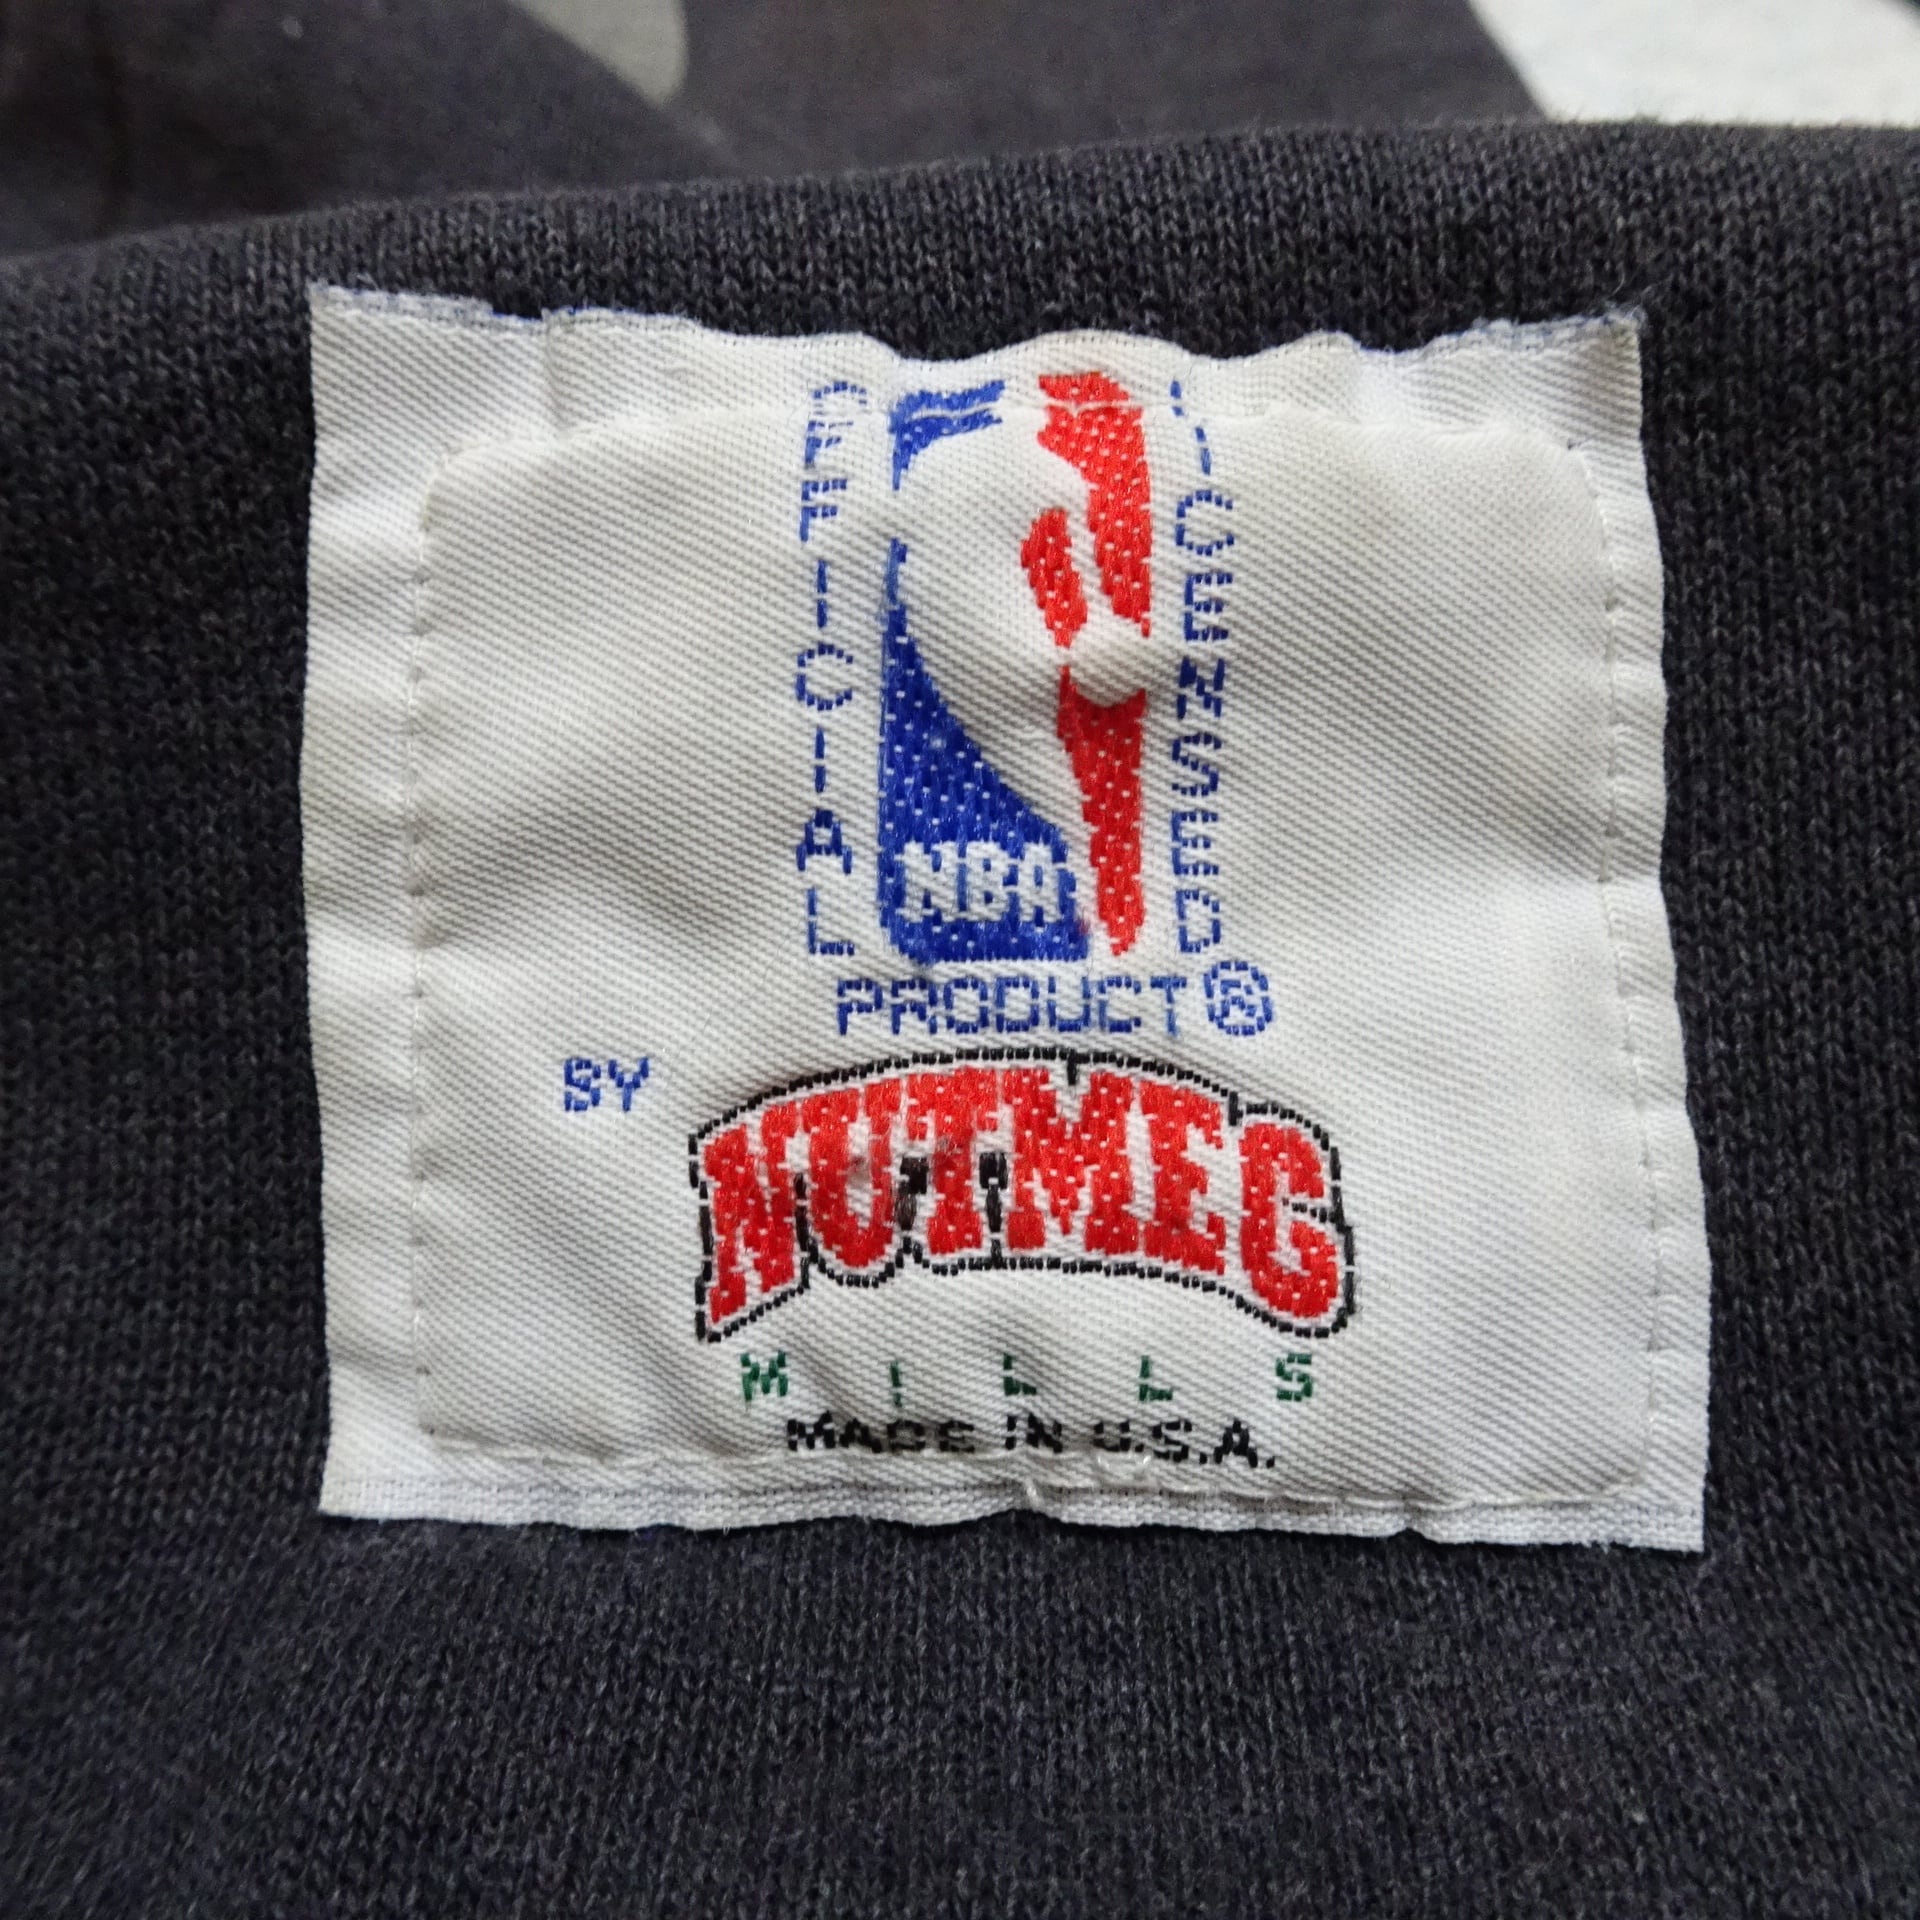 OFFICIAL
NBA
LICENSED
PRODUCT®
BY
NUTMEG
MILLS
MADE IN U.S.A.